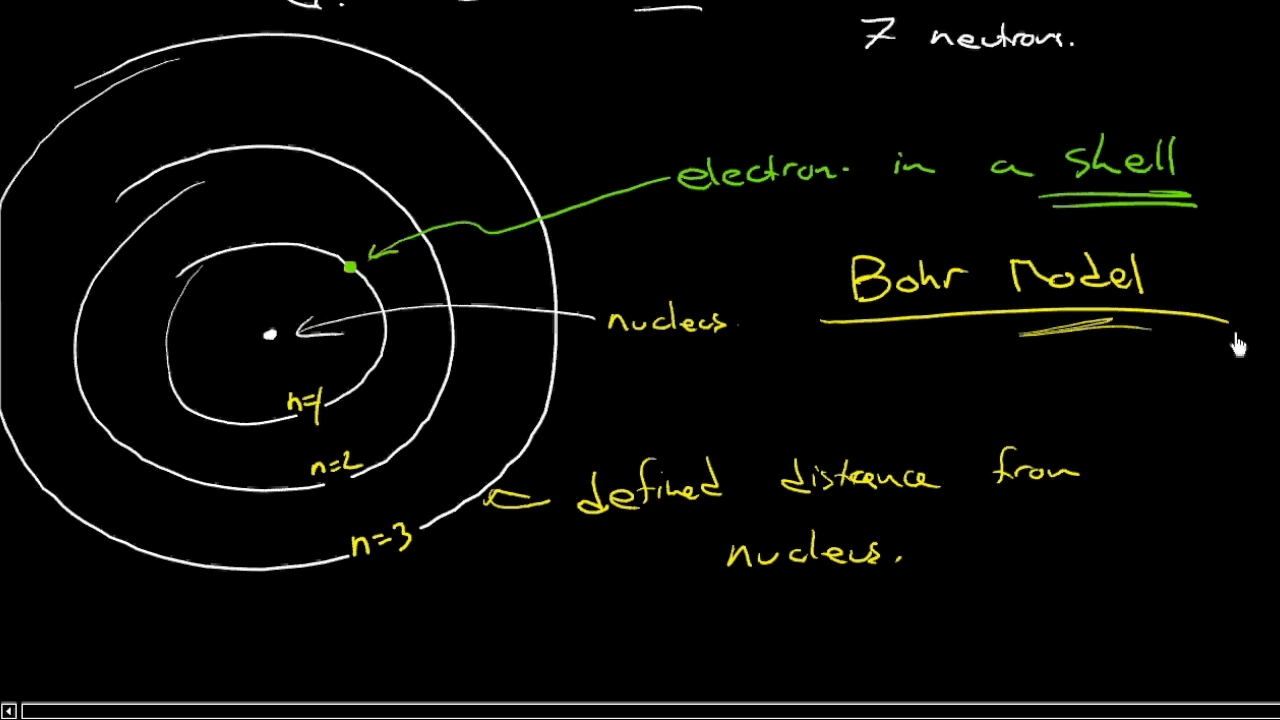 7 neutrons.
electron. in a shell
Bohr Model
nucleus.
n=1
n=2
n=3
defined distance from
nucleus.